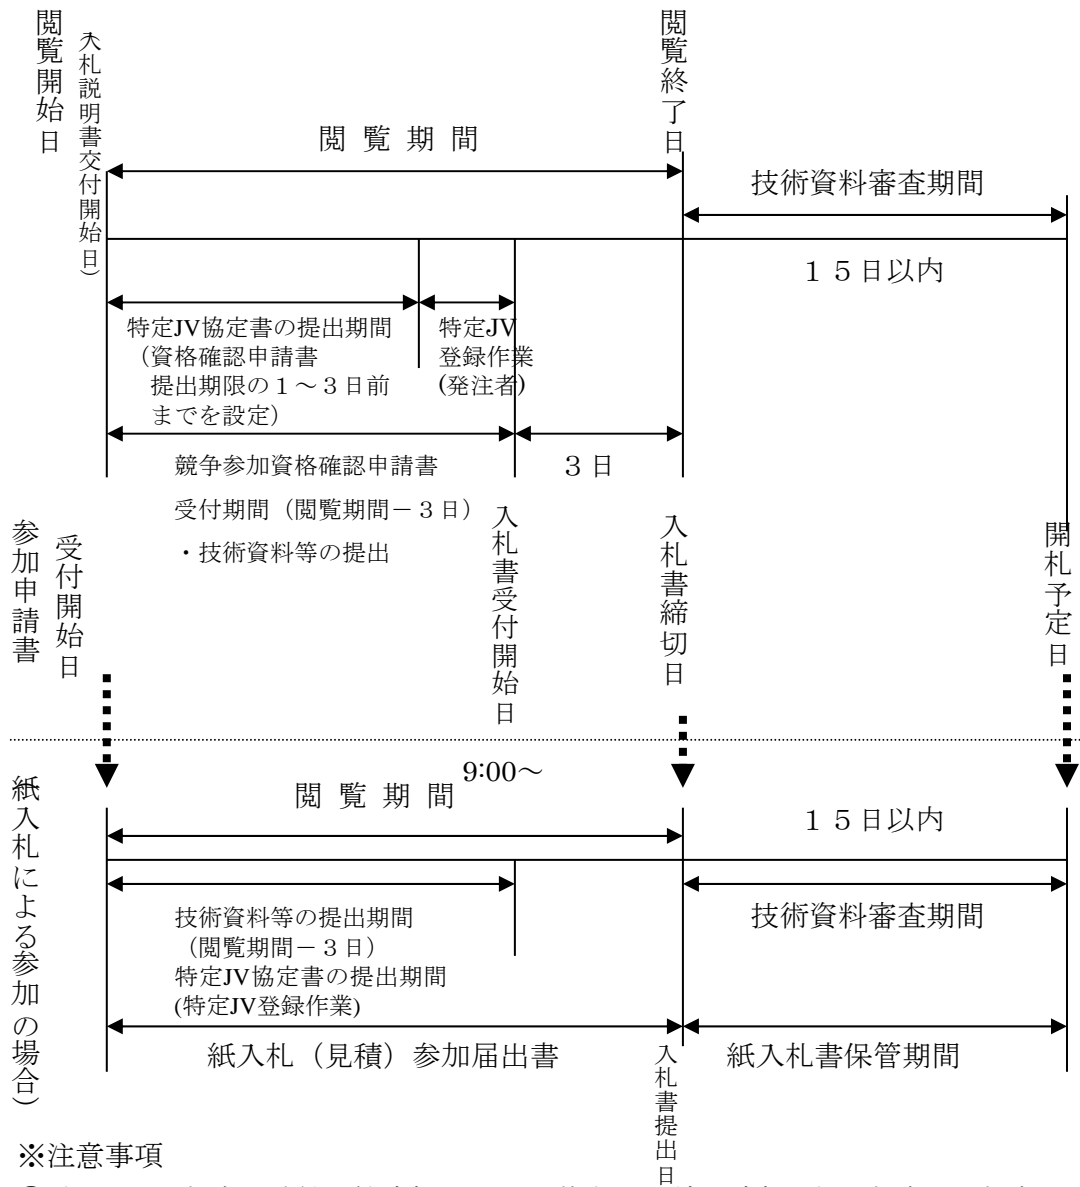 閲覧開始日
（入札説明書交付開始日）
閲覧期間
閲覧終了日
技術資料審査期間
１５日以内
特定JV協定書の提出期間
（資格確認申請書
提出期限の１～３日前
までを設定）
特定JV
登録作業
(発注者)
競争参加資格確認申請書
受付期間（閲覧期間－３日）
・技術資料等の提出
３日
参加申請書
受付開始日
入札書受付開始日
入札書締切日
開札予定日
9:00～
（紙入札による参加の場合）
閲覧期間
１５日以内
技術資料等の提出期間
（閲覧期間－３日）
特定JV協定書の提出期間
(特定JV登録作業)
技術資料審査期間
紙入札（見積）参加届出書
入札書提出日
紙入札書保管期間
※注意事項